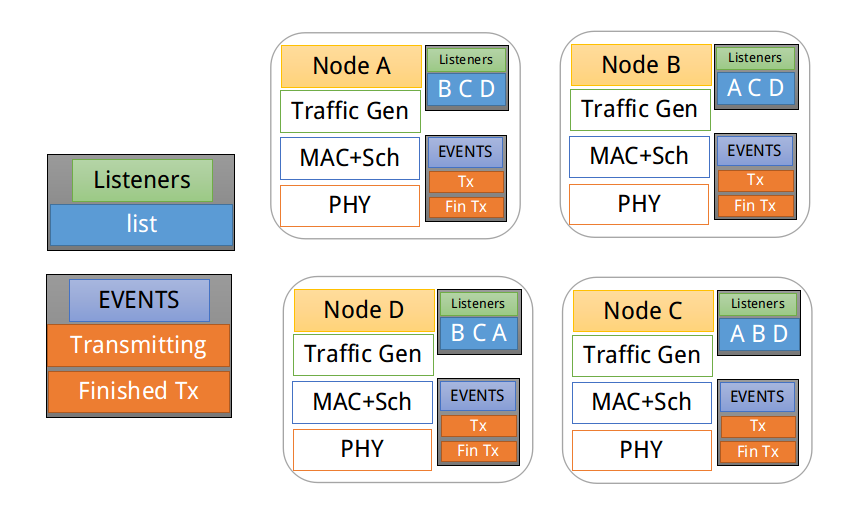 Listeners
list
EVENTS
Transmitting
Finished Tx
Node A
Traffic Gen
MAC+Sch
PHY
Listeners
B C D
EVENTS
Tx
Fin Tx
Node B
Traffic Gen
MAC+Sch
PHY
Listeners
A C D
EVENTS
Tx
Fin Tx
Node D
Traffic Gen
MAC+Sch
PHY
Listeners
B C A
EVENTS
Tx
Fin Tx
Node C
Traffic Gen
MAC+Sch
PHY
Listeners
A B D
EVENTS
Tx
Fin Tx